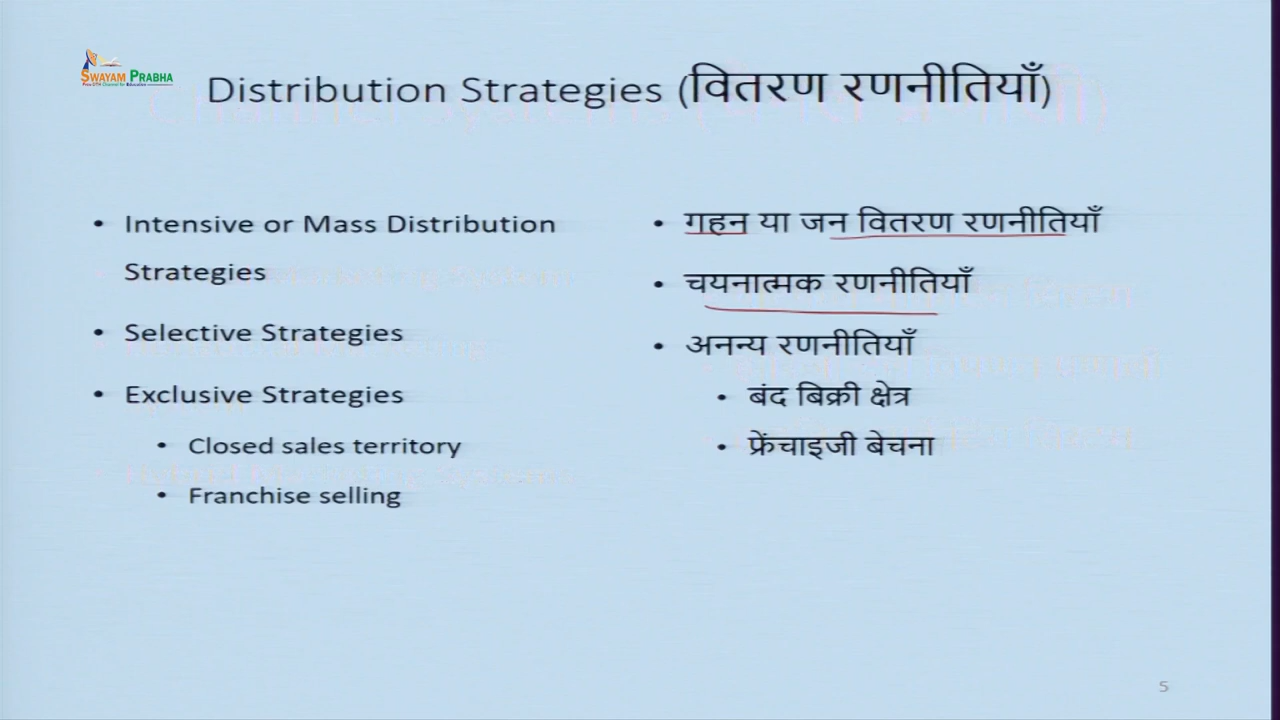 SWAYAM PRABHA
Distribution Strategies (वितरण रणनीतियाँ)
• Intensive or Mass Distribution
Strategies
• Selective Strategies
• Exclusive Strategies
• Closed sales territory
• Franchise selling
• गहन या जन वितरण रणनीतियाँ
• चयनात्मक रणनीतियाँ
• अनन्य रणनीतियाँ
• बंद बिक्री क्षेत्र
• फ्रेंचाइजी बेचना
5